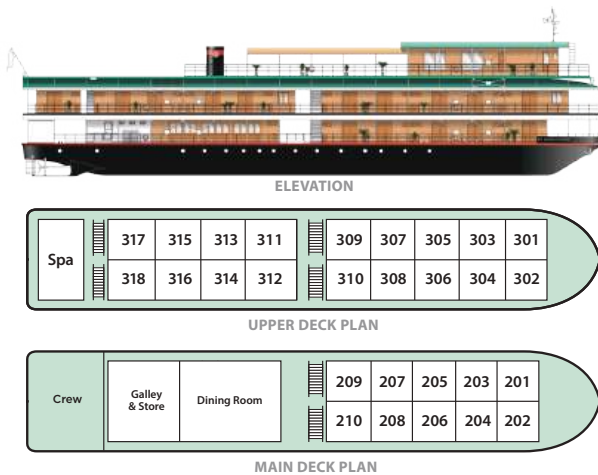 ELEVATION
317 315 313 311 309 307 305 303 301
Spa
318 316 314 312 310 308 306 304 302
UPPER DECK PLAN
209 207 205 203 201
Crew
Galley
& Store
Dining Room
210 208 206 204 202
MAIN DECK PLAN